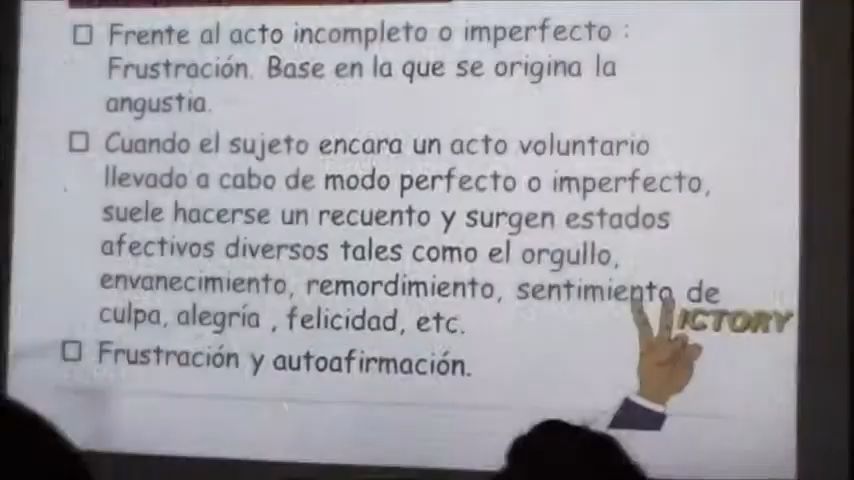 Frente al acto incompleto o imperfecto :
Frustración. Base en la que se origina la
angustia.
Cuando el sujeto encara un acto voluntario
llevado a cabo de modo perfecto o imperfecto,
suele hacerse un recuento y surgen estados
afectivos diversos tales como el orgullo,
envanecimiento, remordimiento, sentimiento de
culpa, alegría , felicidad, etc.
ICTORY
Frustración y autoafirmación.